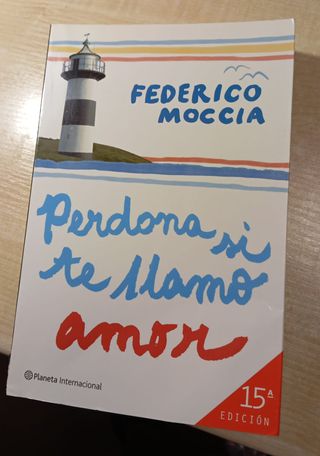 FEDERICO
MOCCIA
Perdona si
te llamo
amor
Planeta Internacional
15ª
EDICIÓN